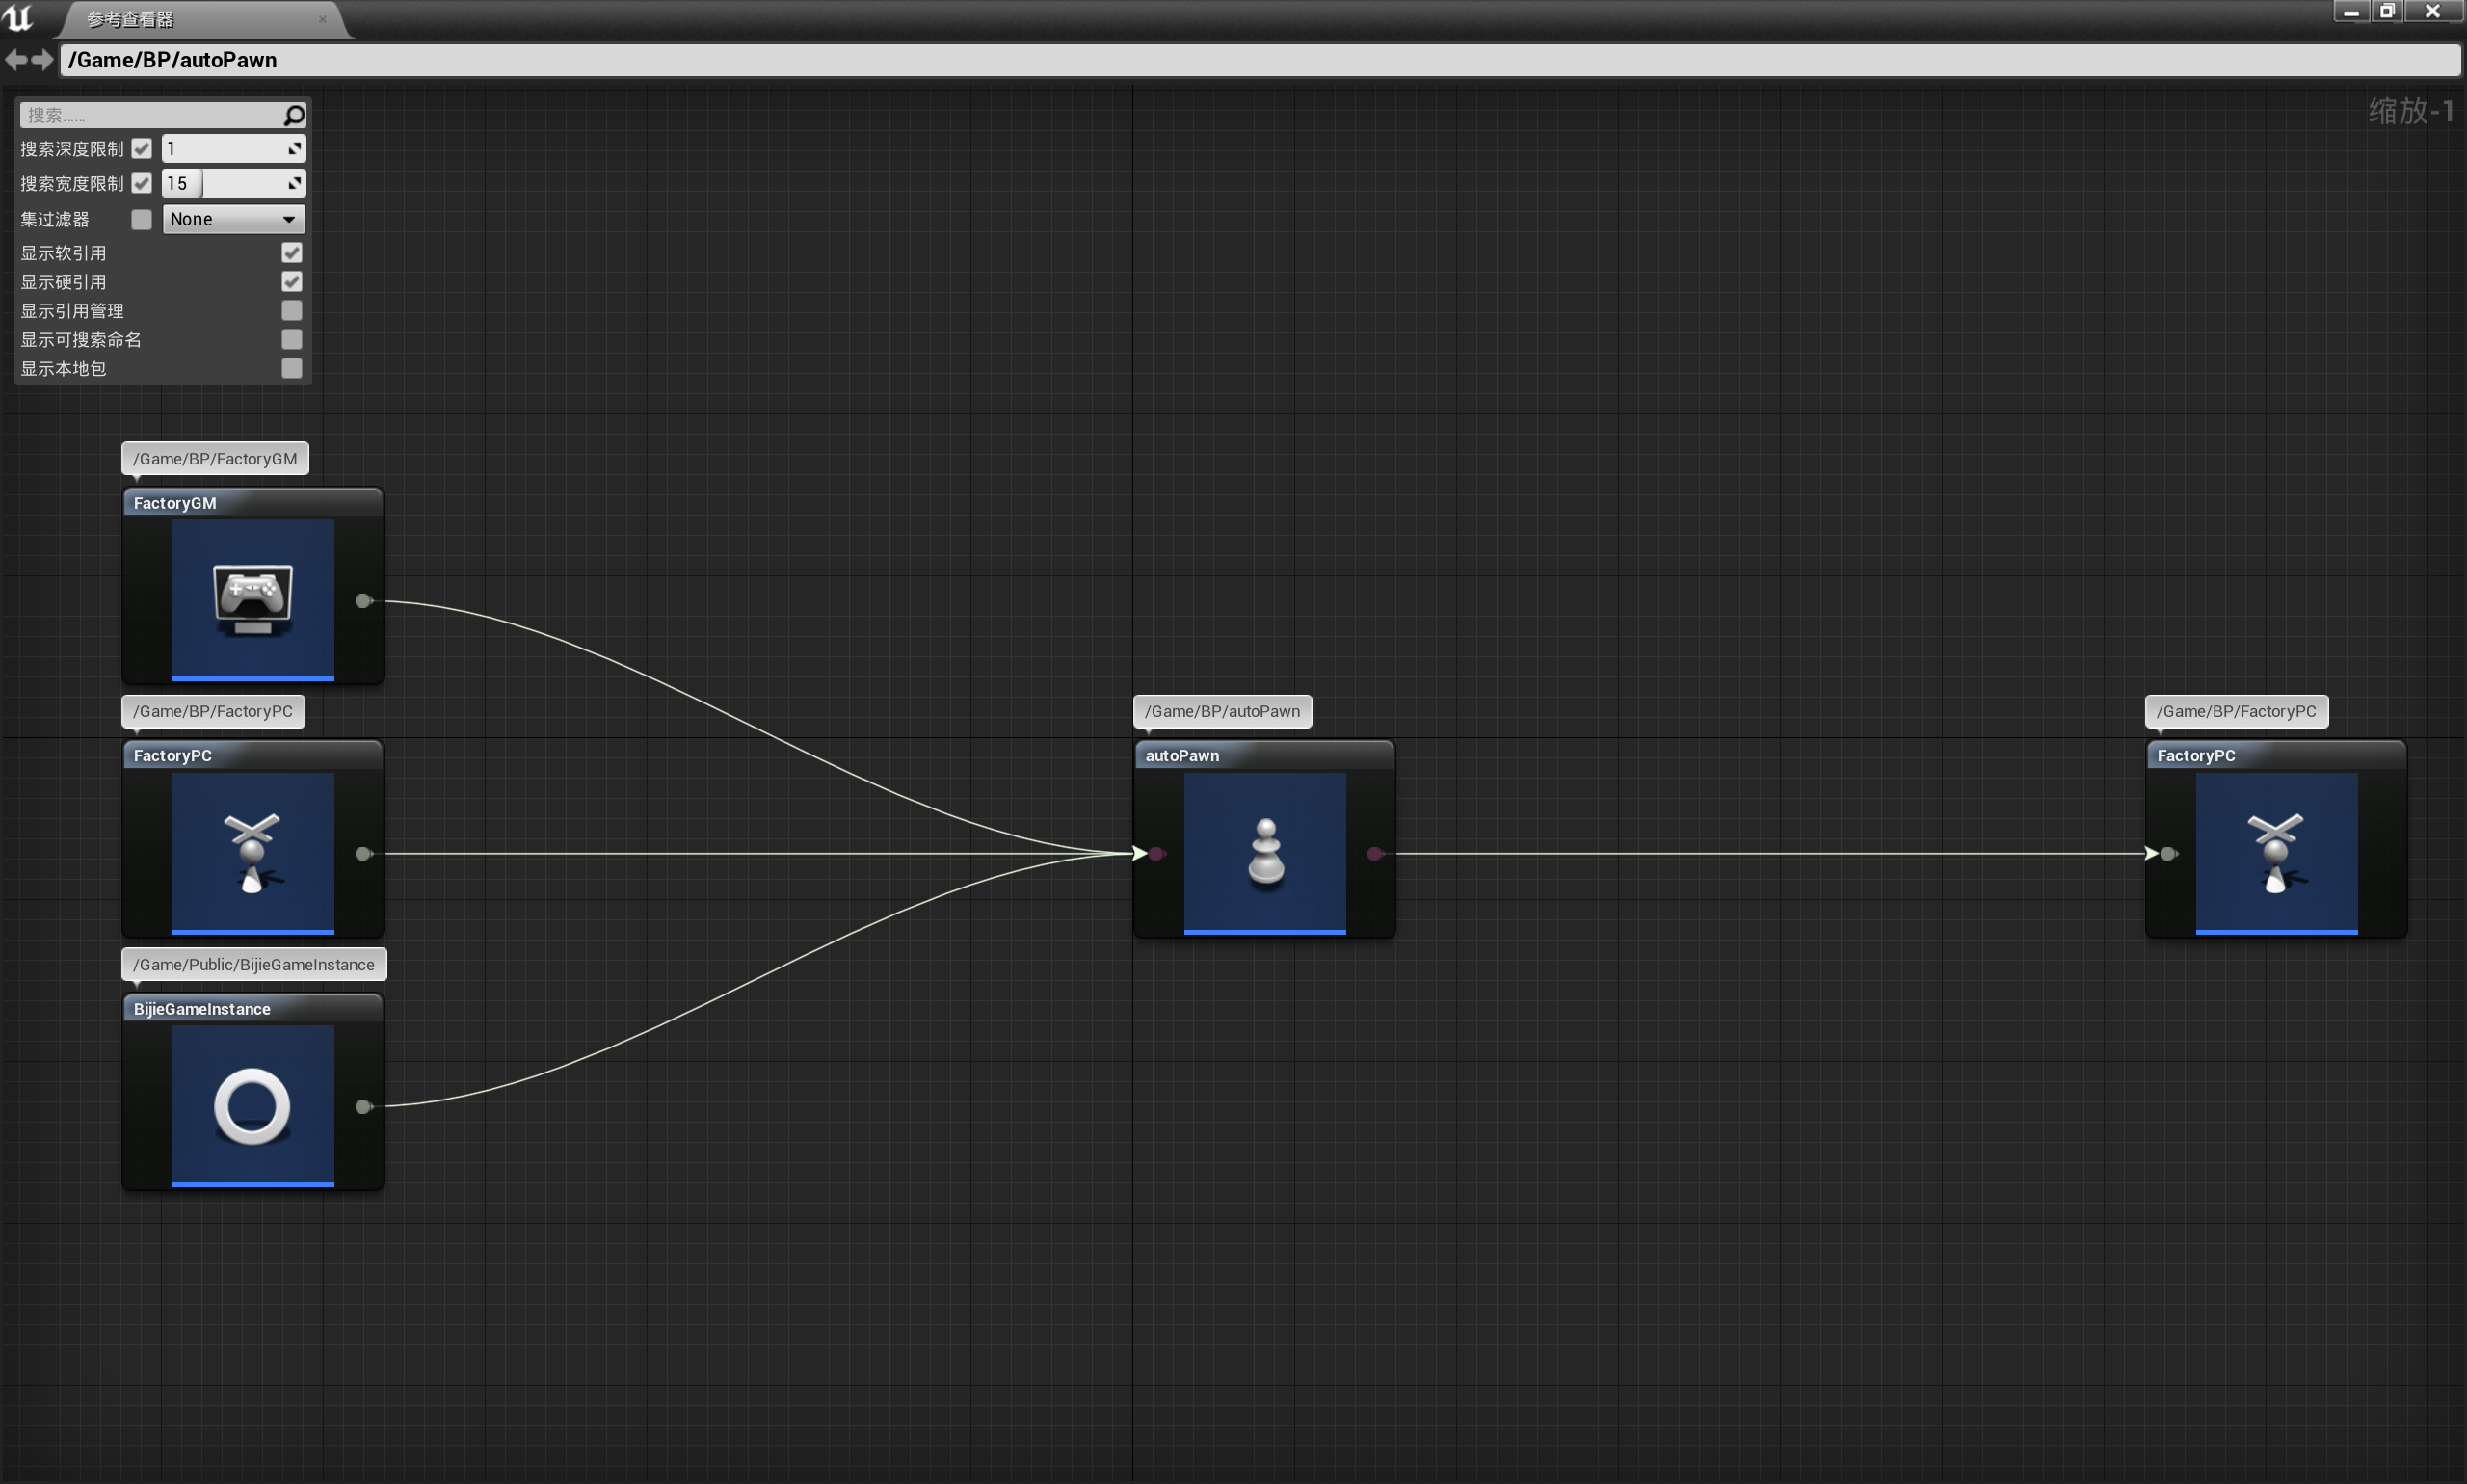 参考查看器
/Game/BP/autoPawn
搜索......
缩放-1
搜索深度限制 1
搜索宽度限制 15
集过滤器 None
显示软引用
显示硬引用
显示引用管理
显示可搜索命名
显示本地包
/Game/BP/FactoryGM
FactoryGM
/Game/BP/FactoryPC
FactoryPC
/Game/Public/BijieGameInstance
BijieGameInstance
/Game/BP/autoPawn
autoPawn
/Game/BP/FactoryPC
FactoryPC